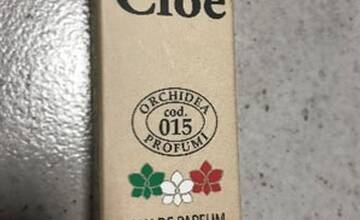 Cloe
ORCHIDEA
cod.
015
PROFUMI
DE PARFUM